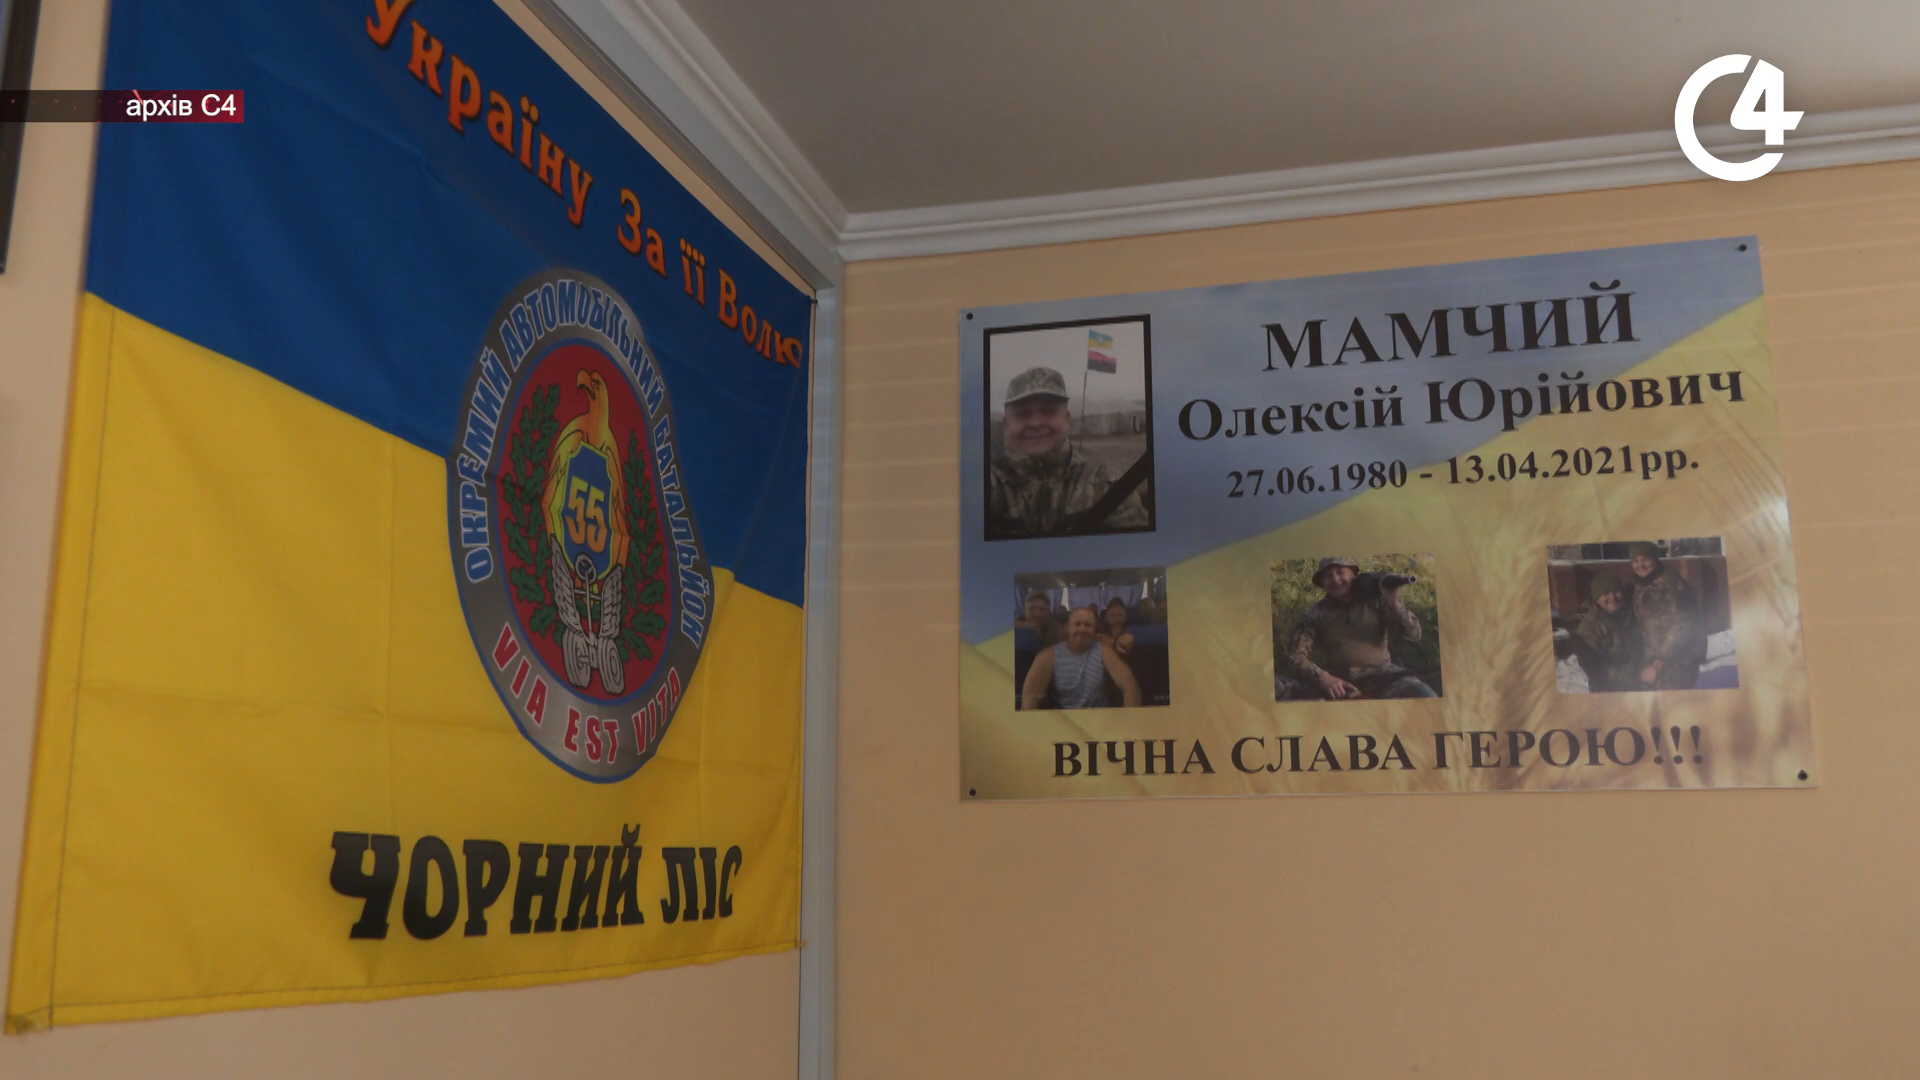 архів С4
C4
Україну За її Волю
ОКРЕМИЙ АВТОМОБІЛЬНИЙ БАТАЛЬЙОН
55
VIA EST VITA
ЧОРНИЙ ЛІС
МАМЧИЙ
Олексій Юрійович
27.06.1980 - 13.04.2021рр.
ВІЧНА СЛАВА ГЕРОЮ!!!